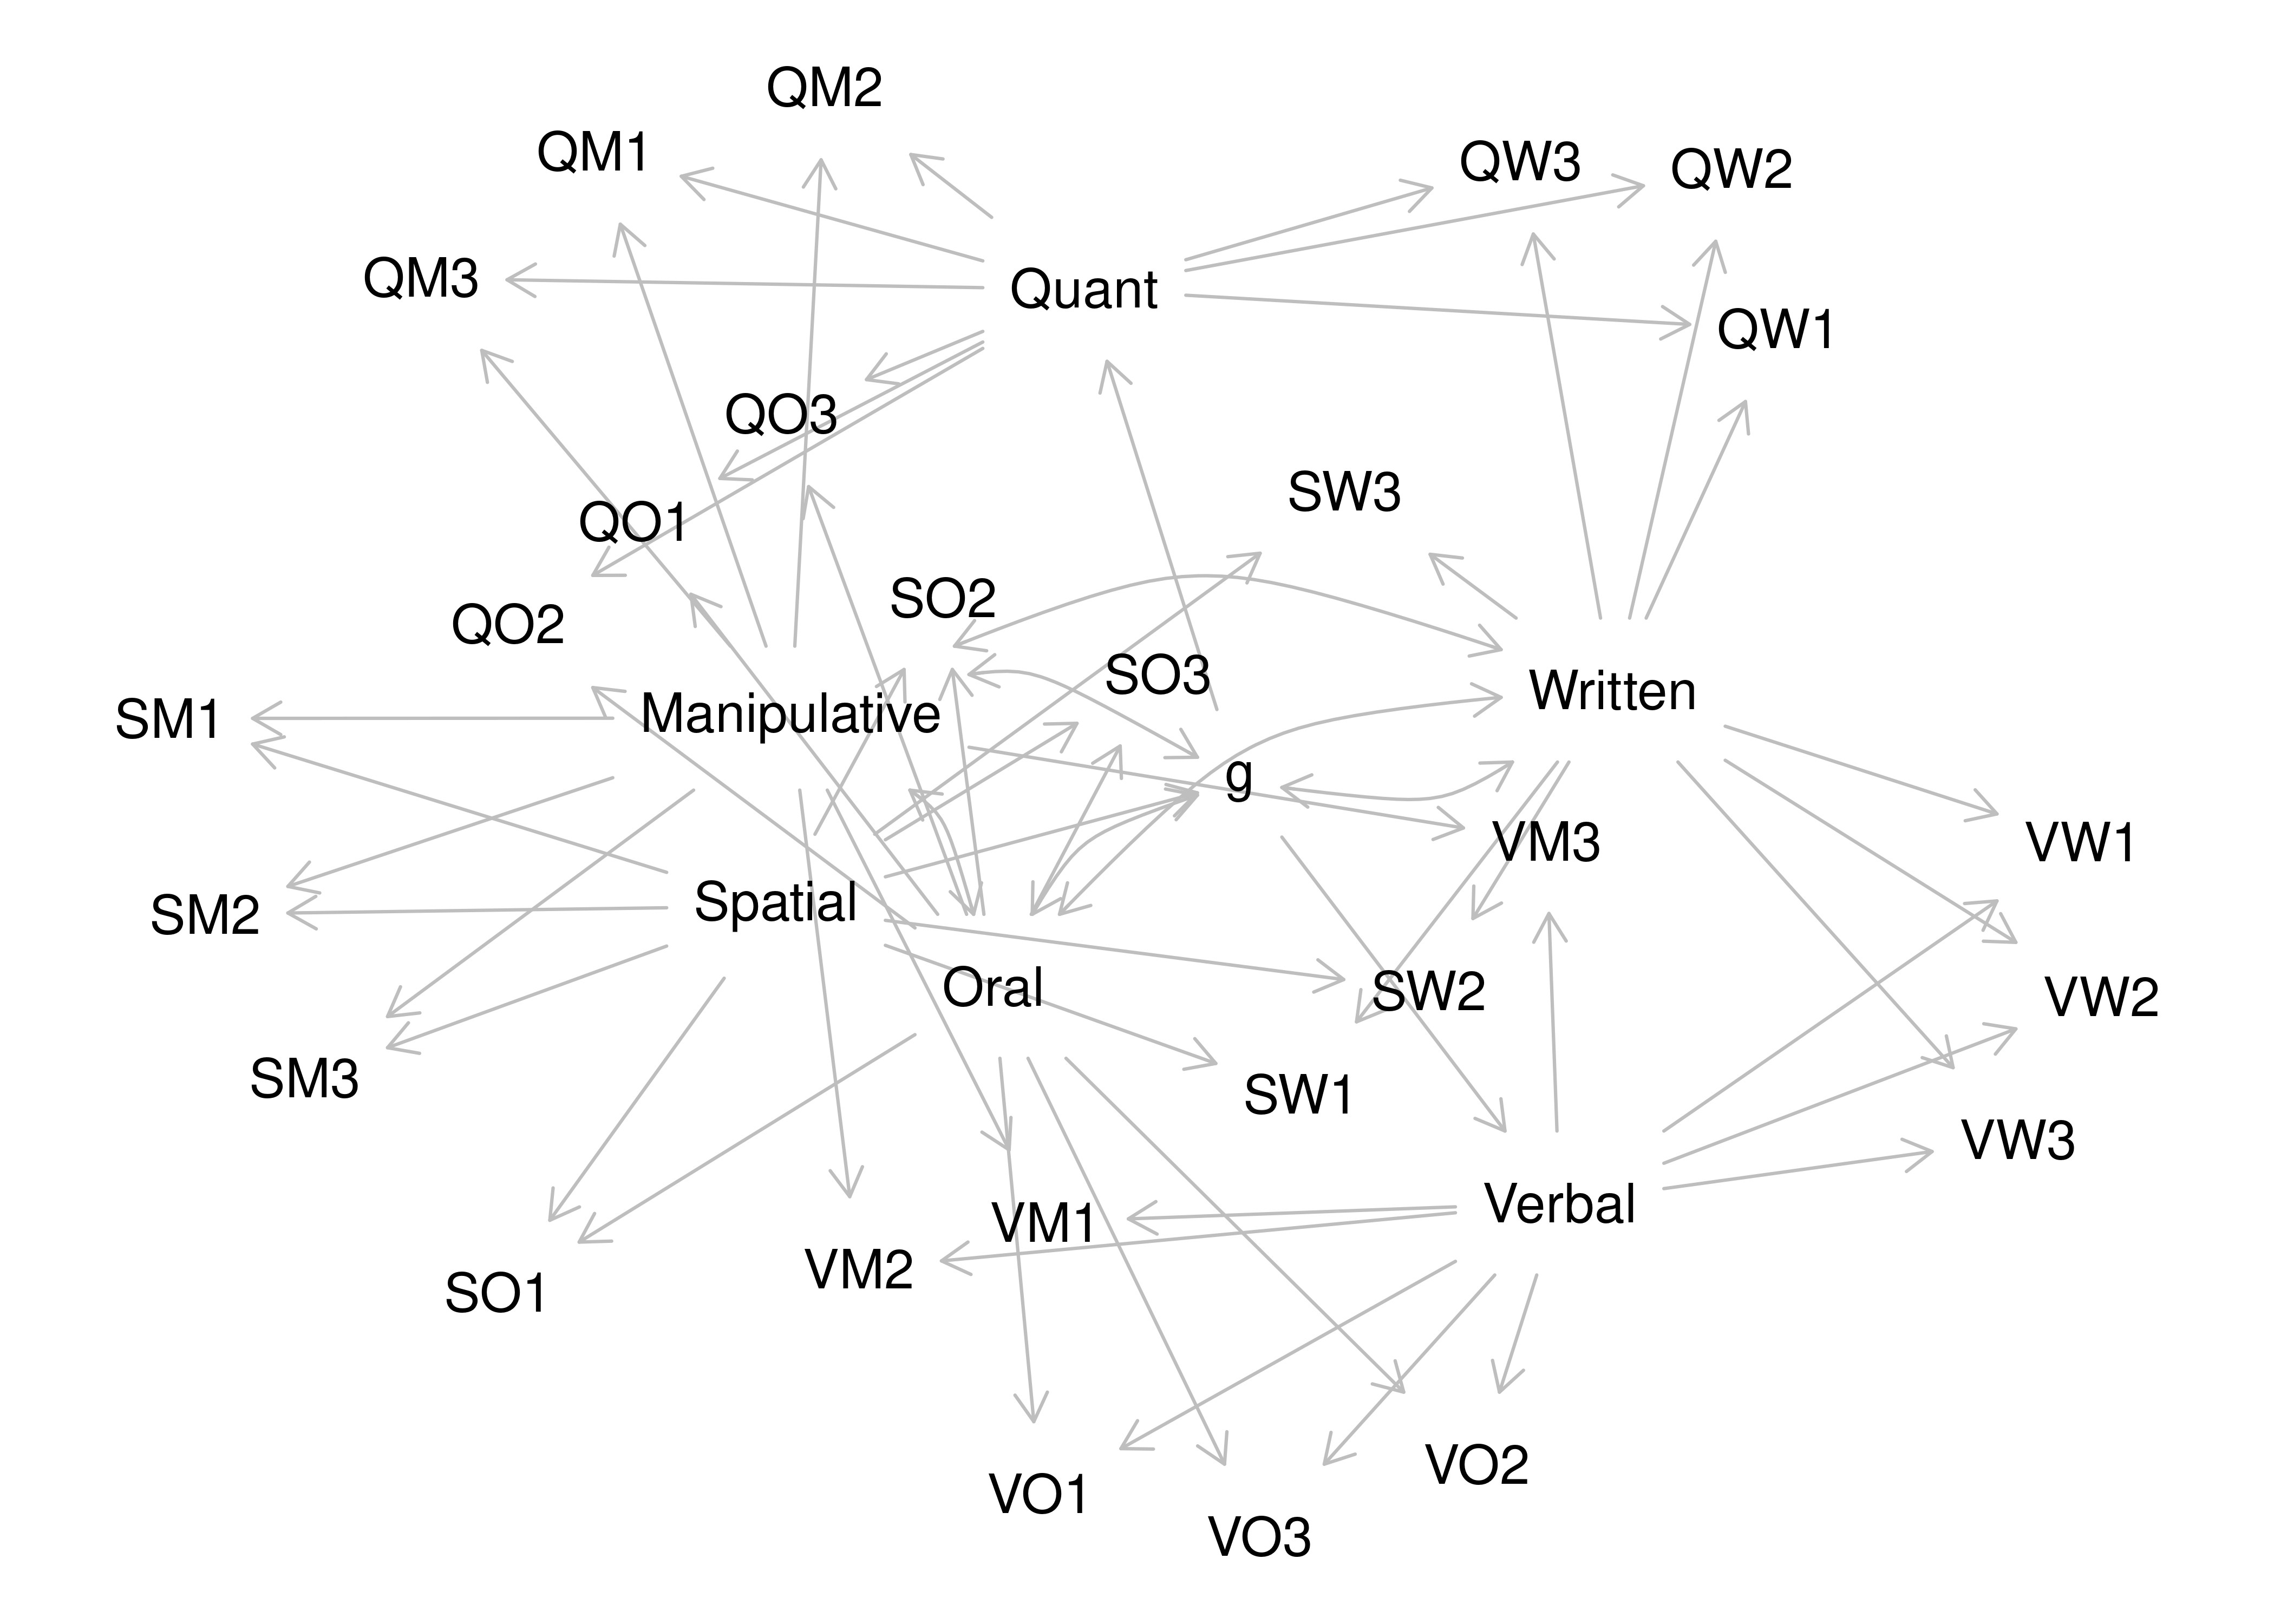 QM2
QM1
QW3
QW2
QM3
Quant
QW1
QO3
SW3
QO1
SO2
QO2
SO3
Written
SM1
Manipulative
g
VM3
VW1
Spatial
SM2
Oral
SW2
VW2
SM3
SW1
VW3
Verbal
VM1
VM2
SO1
VO2
VO1
VO3